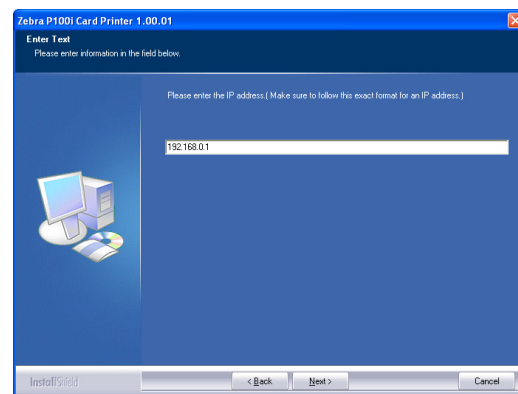 Zebra P100i Card Printer 1.00.01
Enter Text
Please enter information in the field below.
Please enter the IP address.( Make sure to follow this exact format for an IP address.)
192.168.0.1
InstallShield
< Back
Next >
Cancel